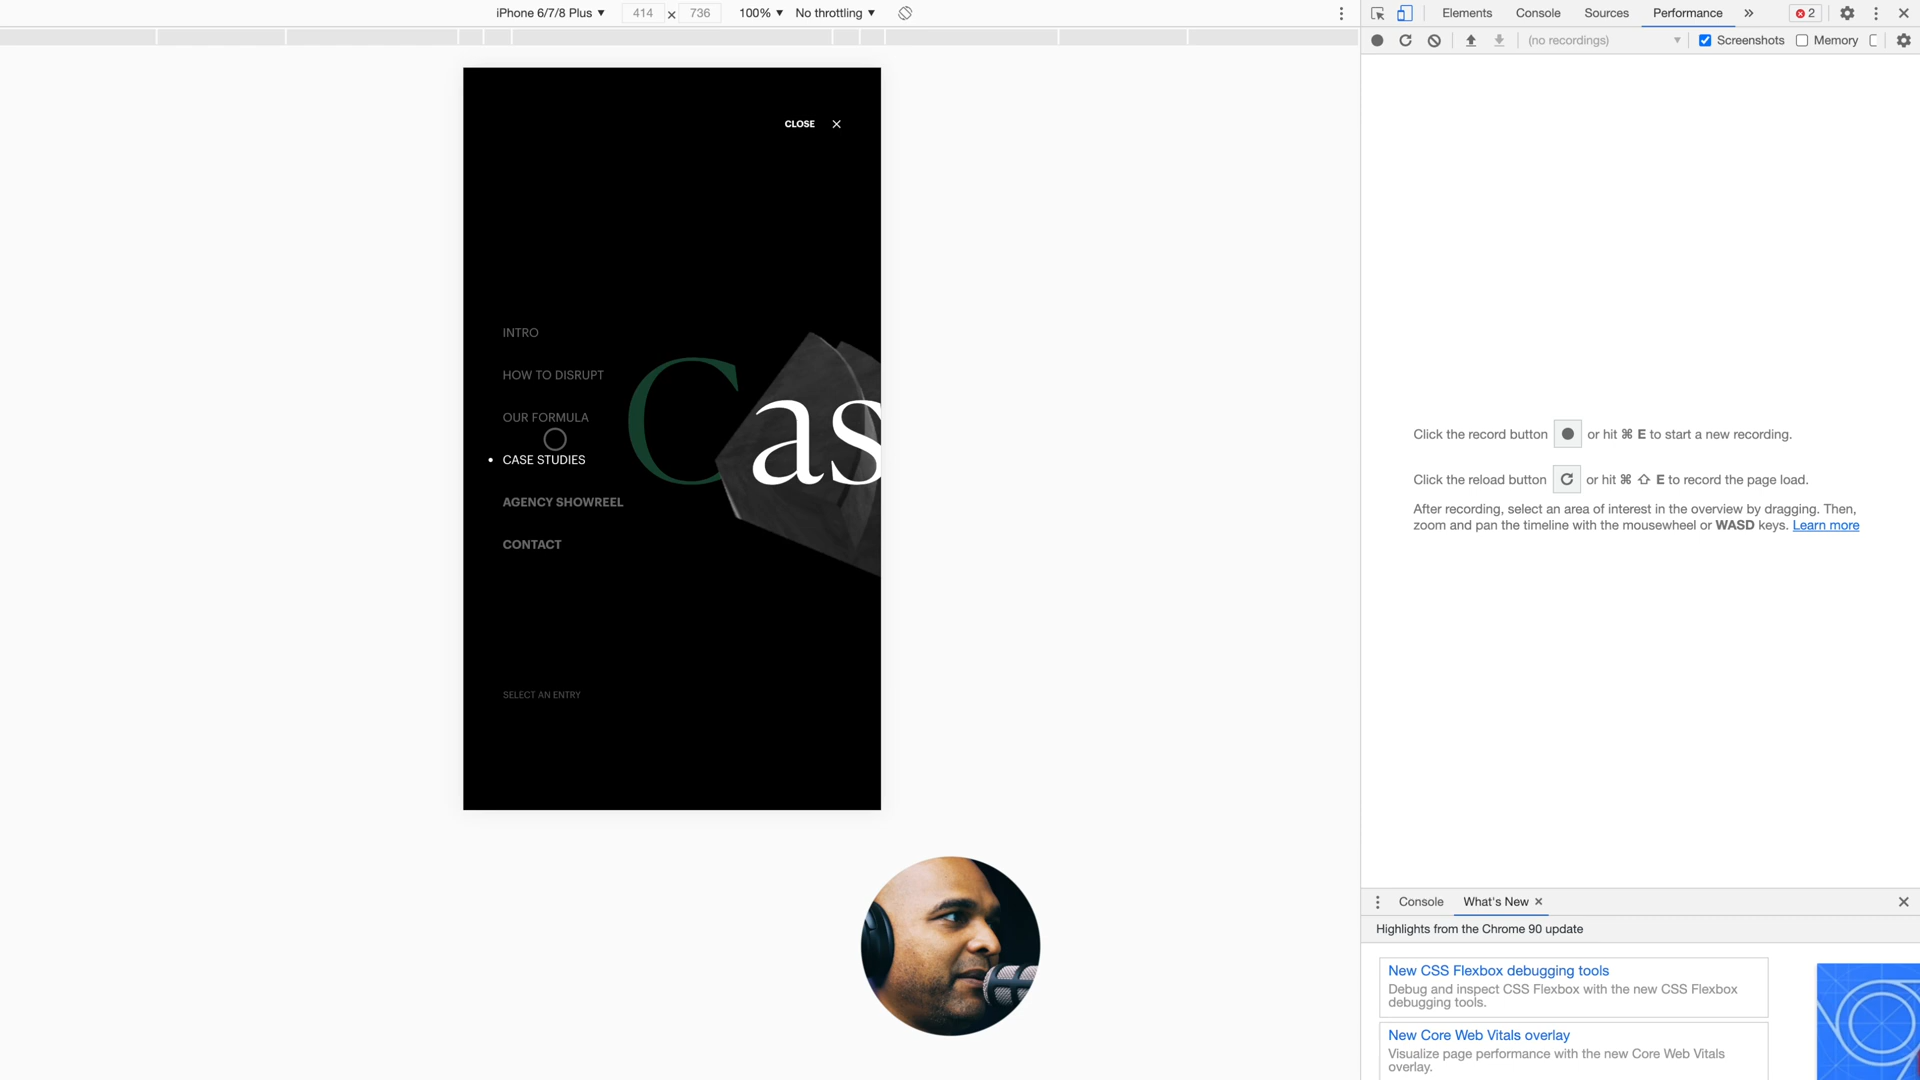 iPhone 6/7/8 Plus ▼ 414 × 736 100% ▼ No throttling ▼
Elements Console Sources Performance » 2
(no recordings) Screenshots Memory
CLOSE ×
INTRO
HOW TO DISRUPT
OUR FORMULA
• CASE STUDIES
AGENCY SHOWREEL
CONTACT
Cas
SELECT AN ENTRY
Click the record button or hit ⌘ E to start a new recording.
Click the reload button or hit ⌘ ⇧ E to record the page load.
After recording, select an area of interest in the overview by dragging. Then,
zoom and pan the timeline with the mousewheel or WASD keys. Learn more
Console What's New ×
Highlights from the Chrome 90 update
New CSS Flexbox debugging tools
Debug and inspect CSS Flexbox with the new CSS Flexbox
debugging tools.
New Core Web Vitals overlay
Visualize page performance with the new Core Web Vitals
overlay.